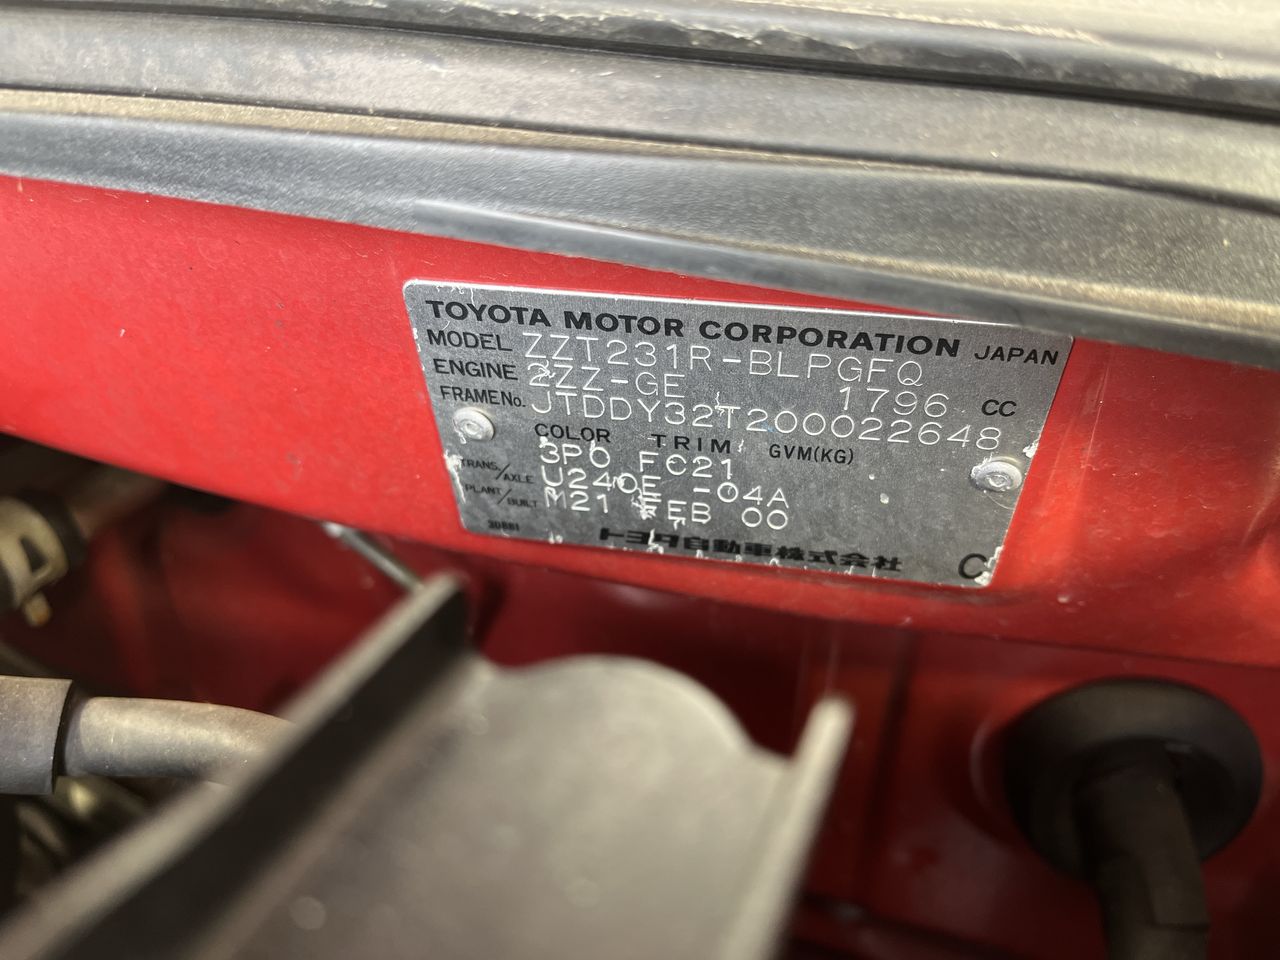 TOYOTA MOTOR CORPORATION JAPAN
MODEL ZZT231R-BLPGFQ
ENGINE 2ZZ-GE 1796 CC
FRAME No. JTDDY32T200022648
COLOR TRIM GVM(KG)
3P0 FC21
TRANS/AXLE U240E -04A
PLANT/BUILT M21 FEB 00
30881
トヨタ自動車株式会社 C